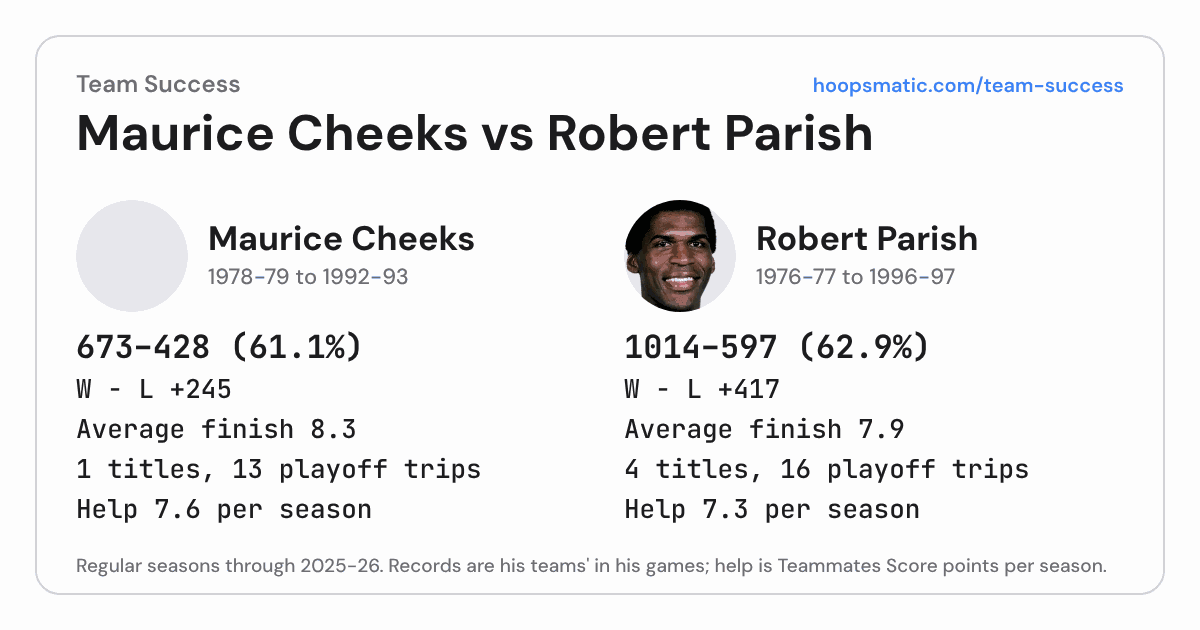 Team Success
hoopsmatic.com/team-success
Maurice Cheeks vs Robert Parish
Maurice Cheeks
1978–79 to 1992–93
673–428 (61.1%)
W - L +245
Average finish 8.3
1 titles, 13 playoff trips
Help 7.6 per season
Robert Parish
1976–77 to 1996–97
1014–597 (62.9%)
W - L +417
Average finish 7.9
4 titles, 16 playoff trips
Help 7.3 per season
Regular seasons through 2025-26. Records are his teams' in his games; help is Teammates Score points per season.